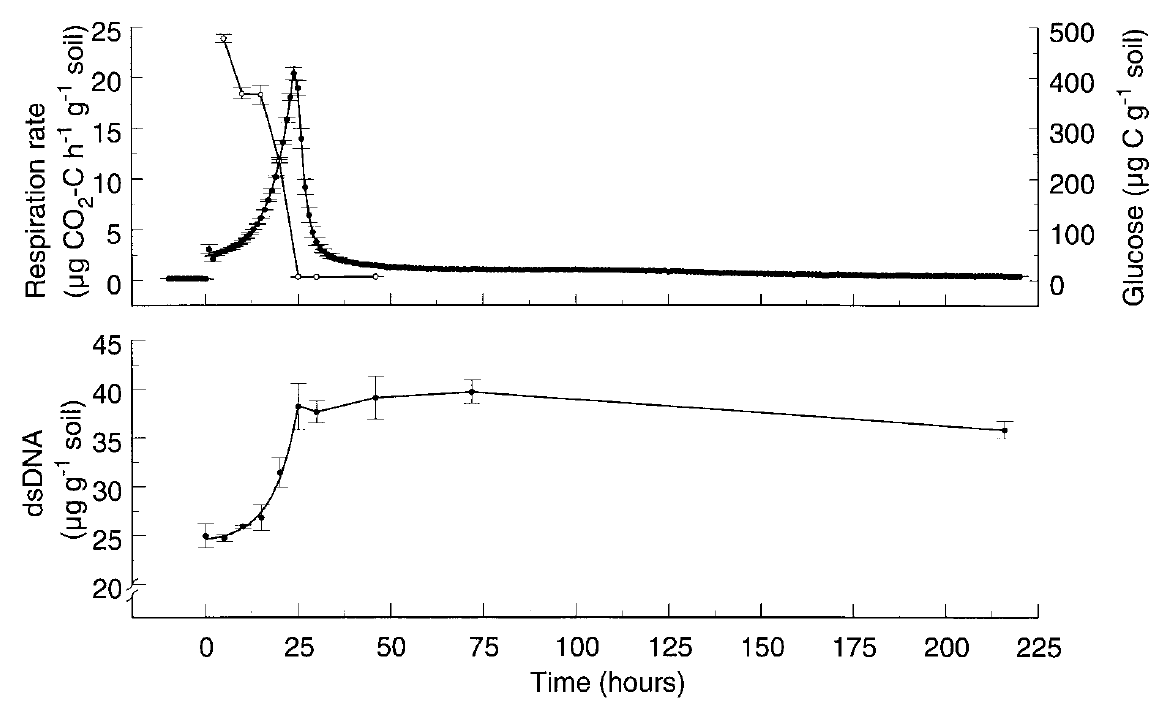 Respiration rate
(µg CO2-C h-1 g-1 soil)
25
20
15
10
5
0
500
400
300
200
100
0
Glucose (µg C g-1 soil)
dsDNA
(µg g-1 soil)
45
40
35
30
25
20
0 25 50 75 100 125 150 175 200 225
Time (hours)